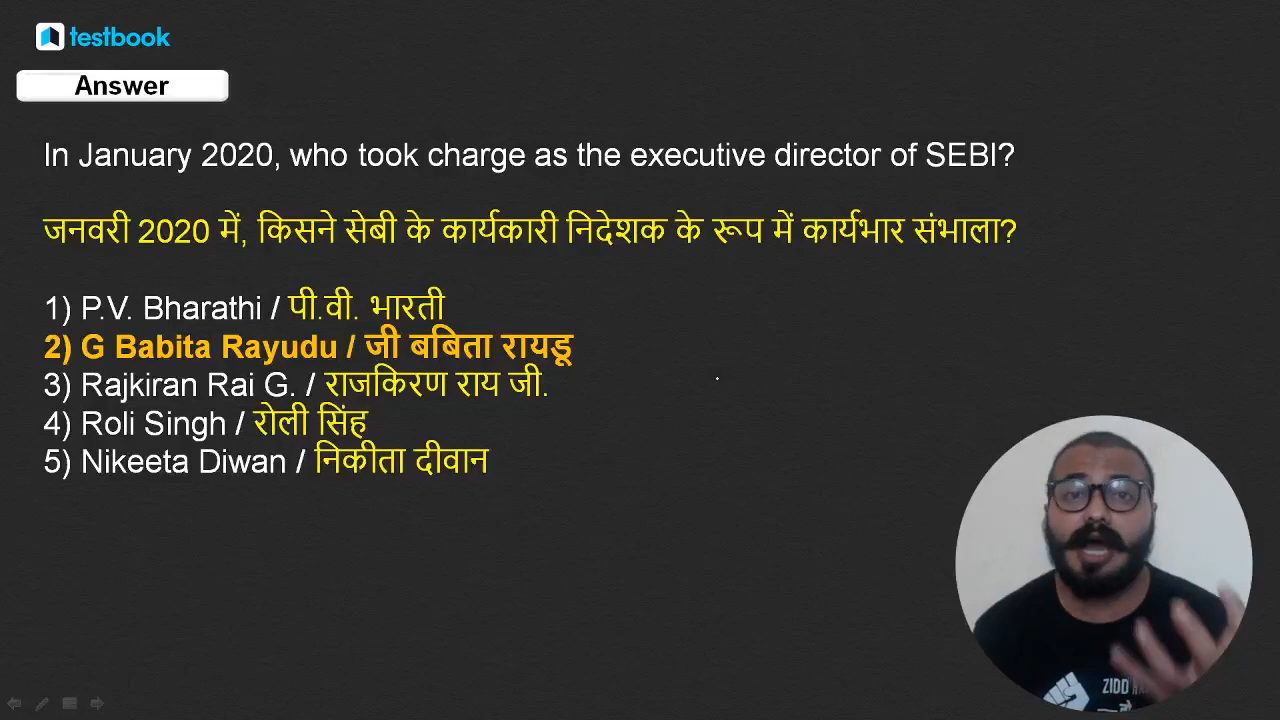 testbook
Answer
In January 2020, who took charge as the executive director of SEBI?
जनवरी 2020 में, किसने सेबी के कार्यकारी निदेशक के रूप में कार्यभार संभाला?
1) P.V. Bharathi / पी.वी. भारती
2) G Babita Rayudu / जी बबिता रायडू
3) Rajkiran Rai G. / राजकिरण राय जी.
4) Roli Singh / रोली सिंह
5) Nikeeta Diwan / निकीता दीवान
ZIDD